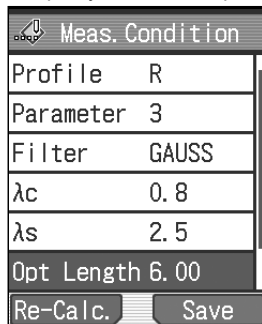 Meas.Condition
Profile R
Parameter 3
Filter GAUSS
λc 0.8
λs 2.5
Opt Length 6.00
Re-Calc. Save